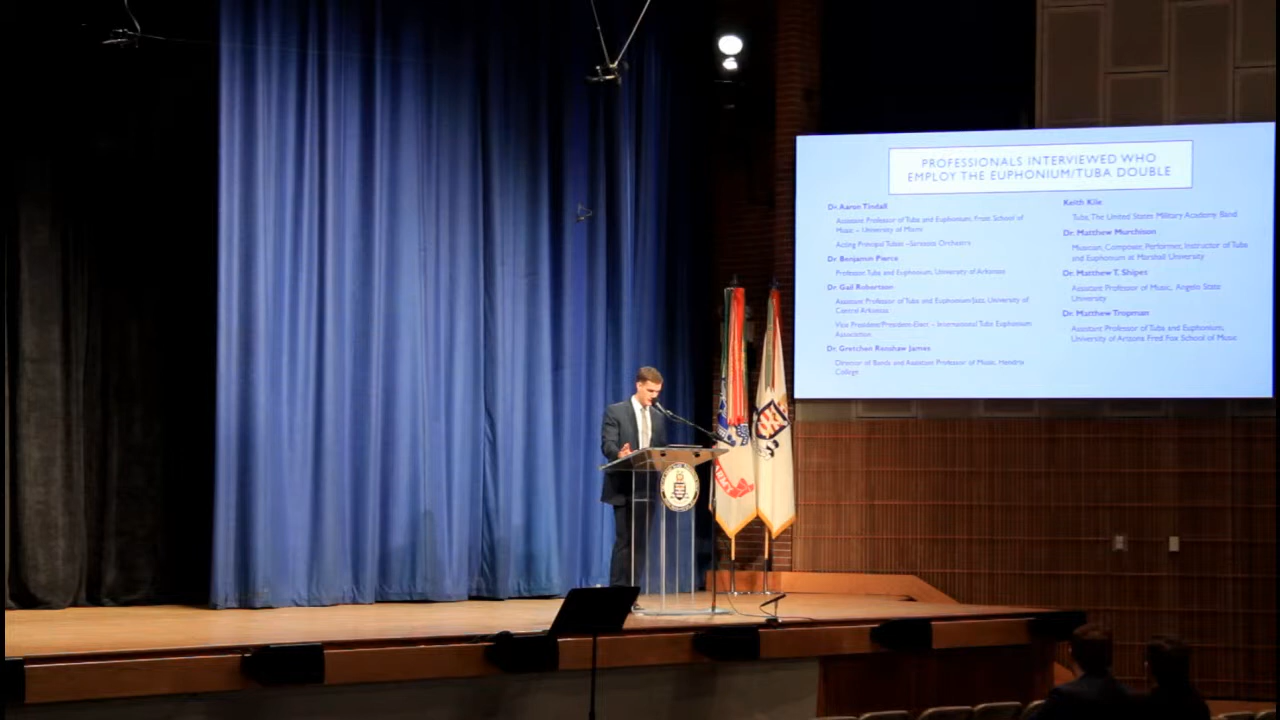 PROFESSIONALS INTERVIEWED WHO
EMPLOY THE EUPHONIUM/TUBA DOUBLE
Dr. Aaron Tindall
Assistant Professor of Tuba and Euphonium, Frost School of
Music – University of Miami
Acting Principal Tubist –Sarasota Orchestra
Dr. Benjamin Pierce
Professor Tuba and Euphonium, University of Arkansas
Dr. Gail Robertson
Assistant Professor of Tuba and Euphonium/Jazz, University of
Central Arkansas
Vice President/President-Elect – International Tuba Euphonium
Association
Dr. Gretchen Renshaw James
Director of Bands and Assistant Professor of Music, Hendrix
College
Keith Kile
Tuba, The United States Military Academy Band
Dr. Matthew Murchison
Musician, Composer, Performer, Instructor of Tuba
and Euphonium at Marshall University
Dr. Matthew T. Shipes
Assistant Professor of Music, Angelo State
University
Dr. Matthew Tropman
Assistant Professor of Tuba and Euphonium,
University of Arizona Fred Fox School of Music